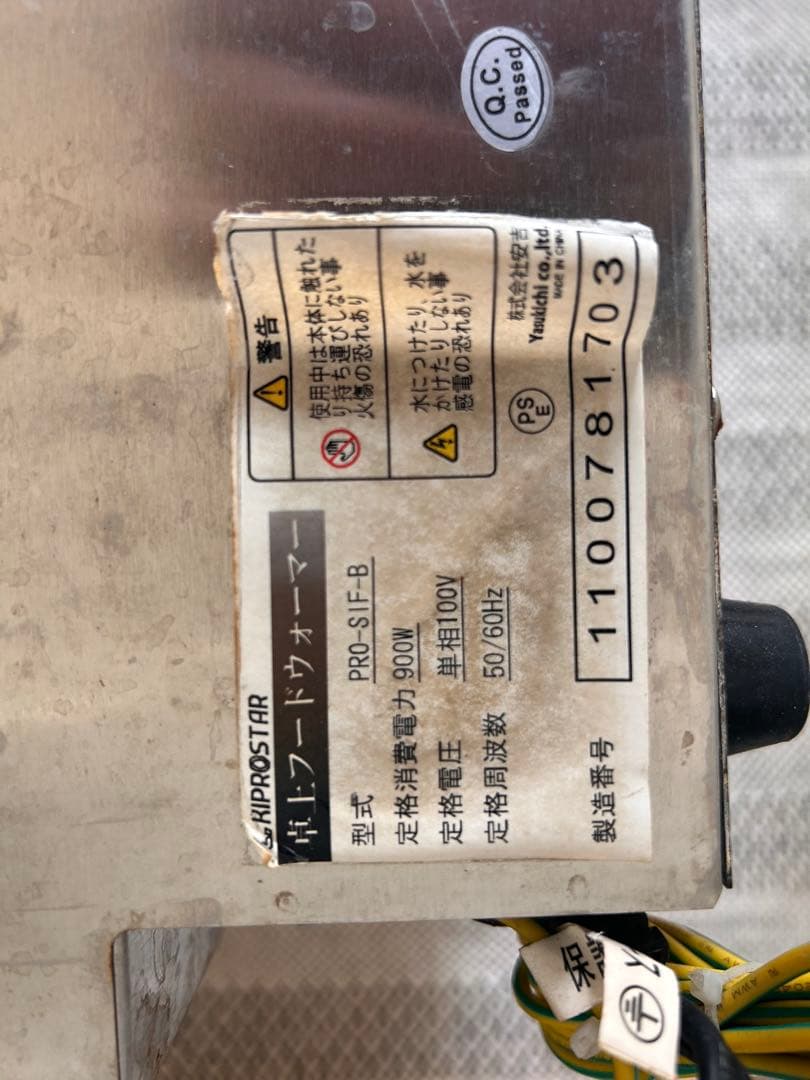 Q.C.
Passed
KIPROSTAR
卓上フードウォーマー
型式 PRO-SIF-B
定格消費電力 900W
定格電圧 単相100V
定格周波数 50/60Hz
製造番号 1100781703
警告
使用中は本体に触れた
り持ち運びしない事
火傷の恐れあり
水につけたり、水を
かけたりしない事
感電の恐れあり
PS
E
株式会社安吉
Yasukichi co.,ltd.
MADE IN CHINA
保
AWM